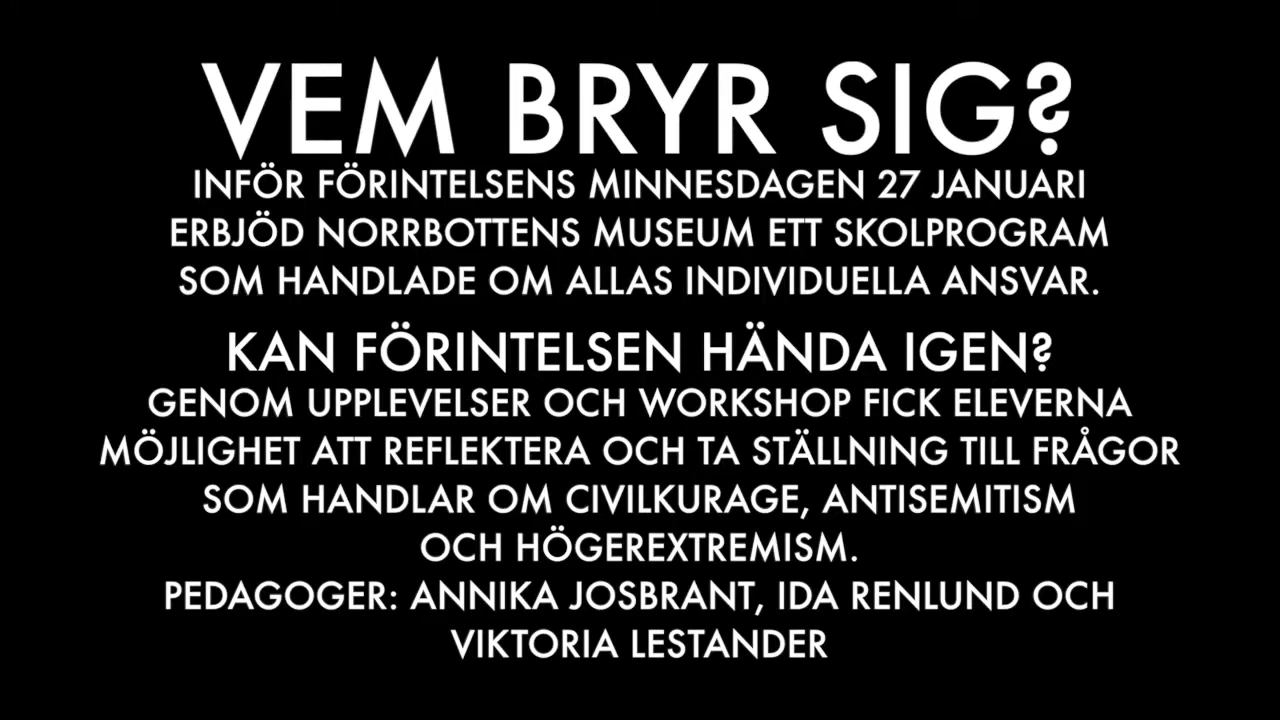 VEM BRYR SIG?
INFÖR FÖRINTELSENS MINNESDAGEN 27 JANUARI
ERBJÖD NORRBOTTENS MUSEUM ETT SKOLPROGRAM
SOM HANDLADE OM ALLAS INDIVIDUELLA ANSVAR.
KAN FÖRINTELSEN HÄNDA IGEN?
GENOM UPPLEVELSER OCH WORKSHOP FICK ELEVERNA
MÖJLIGHET ATT REFLEKTERA OCH TA STÄLLNING TILL FRÅGOR
SOM HANDLAR OM CIVILKURAGE, ANTISEMITISM
OCH HÖGEREXTREMISM.
PEDAGOGER: ANNIKA JOSBRANT, IDA RENLUND OCH
VIKTORIA LESTANDER